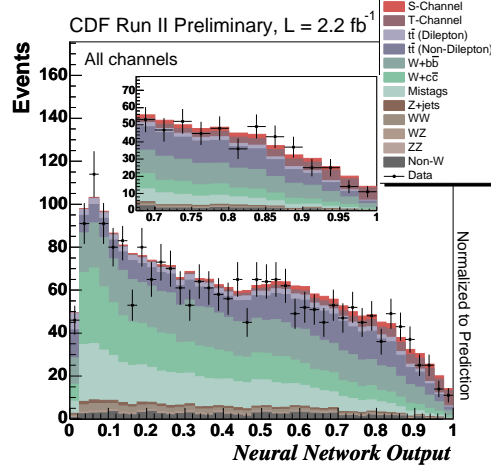 CDF Run II Preliminary, L = 2.2 fb⁻¹
All channels
Events
160
140
120
100
80
60
40
20
0
70
60
50
40
30
20
10
0
0.7 0.75 0.8 0.85 0.9 0.95 1
S-Channel
T-Channel
tt̄ (Dilepton)
tt̄ (Non-Dilepton)
W+bb̄
W+cc̄
Mistags
Z+jets
WW
WZ
ZZ
Non-W
Data
Normalized to Prediction
0 0.1 0.2 0.3 0.4 0.5 0.6 0.7 0.8 0.9 1
Neural Network Output